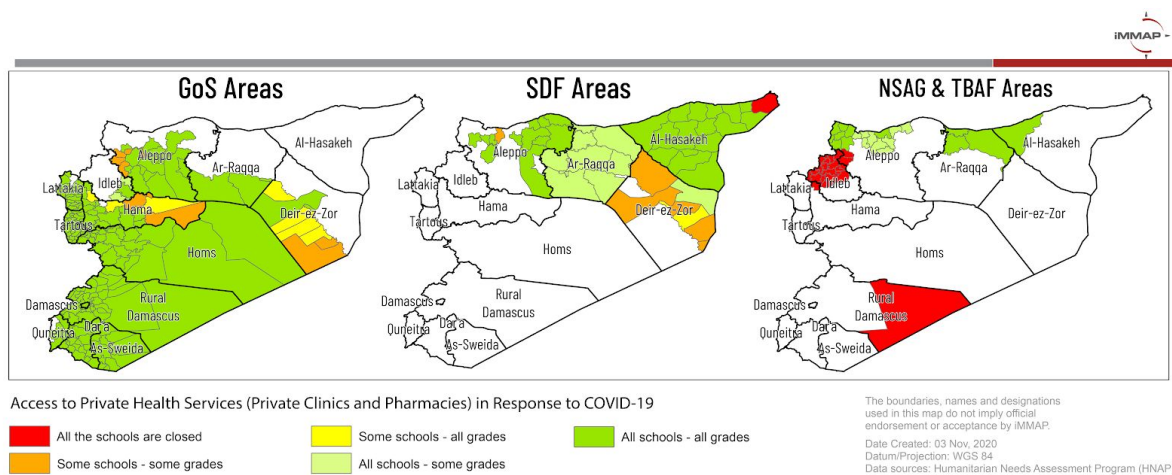 iMMAP
GoS Areas
SDF Areas
NSAG & TBAF Areas
Aleppo
Al-Hasakeh
Ar-Raqqa
Idleb
Lattakia
Hama
Deir-ez-Zor
Tartous
Homs
Damascus
Rural
Damascus
Quneitra
Dar'a
As-Sweida
Al-Hasakeh
Aleppo
Ar-Raqqa
Lattakia
Idleb
Hama
Deir-ez-Zor
Tartous
Homs
Damascus
Rural
Damascus
Quneitra
Dar'a
As-Sweida
Al-Hasakeh
Aleppo
Ar-Raqqa
Lattakia
Idleb
Hama
Deir-ez-Zor
Tartous
Homs
Damascus
Rural
Damascus
Quneitra
Dar'a
As-Sweida
Access to Private Health Services (Private Clinics and Pharmacies) in Response to COVID-19
All the schools are closed
Some schools - all grades
All schools - all grades
Some schools - some grades
All schools - some grades
The boundaries, names and designations
used in this map do not imply official
endorsement or acceptance by iMMAP.
Date Created: 03 Nov, 2020
Datum/Projection: WGS 84
Data sources: Humanitarian Needs Assessment Program (HNAP